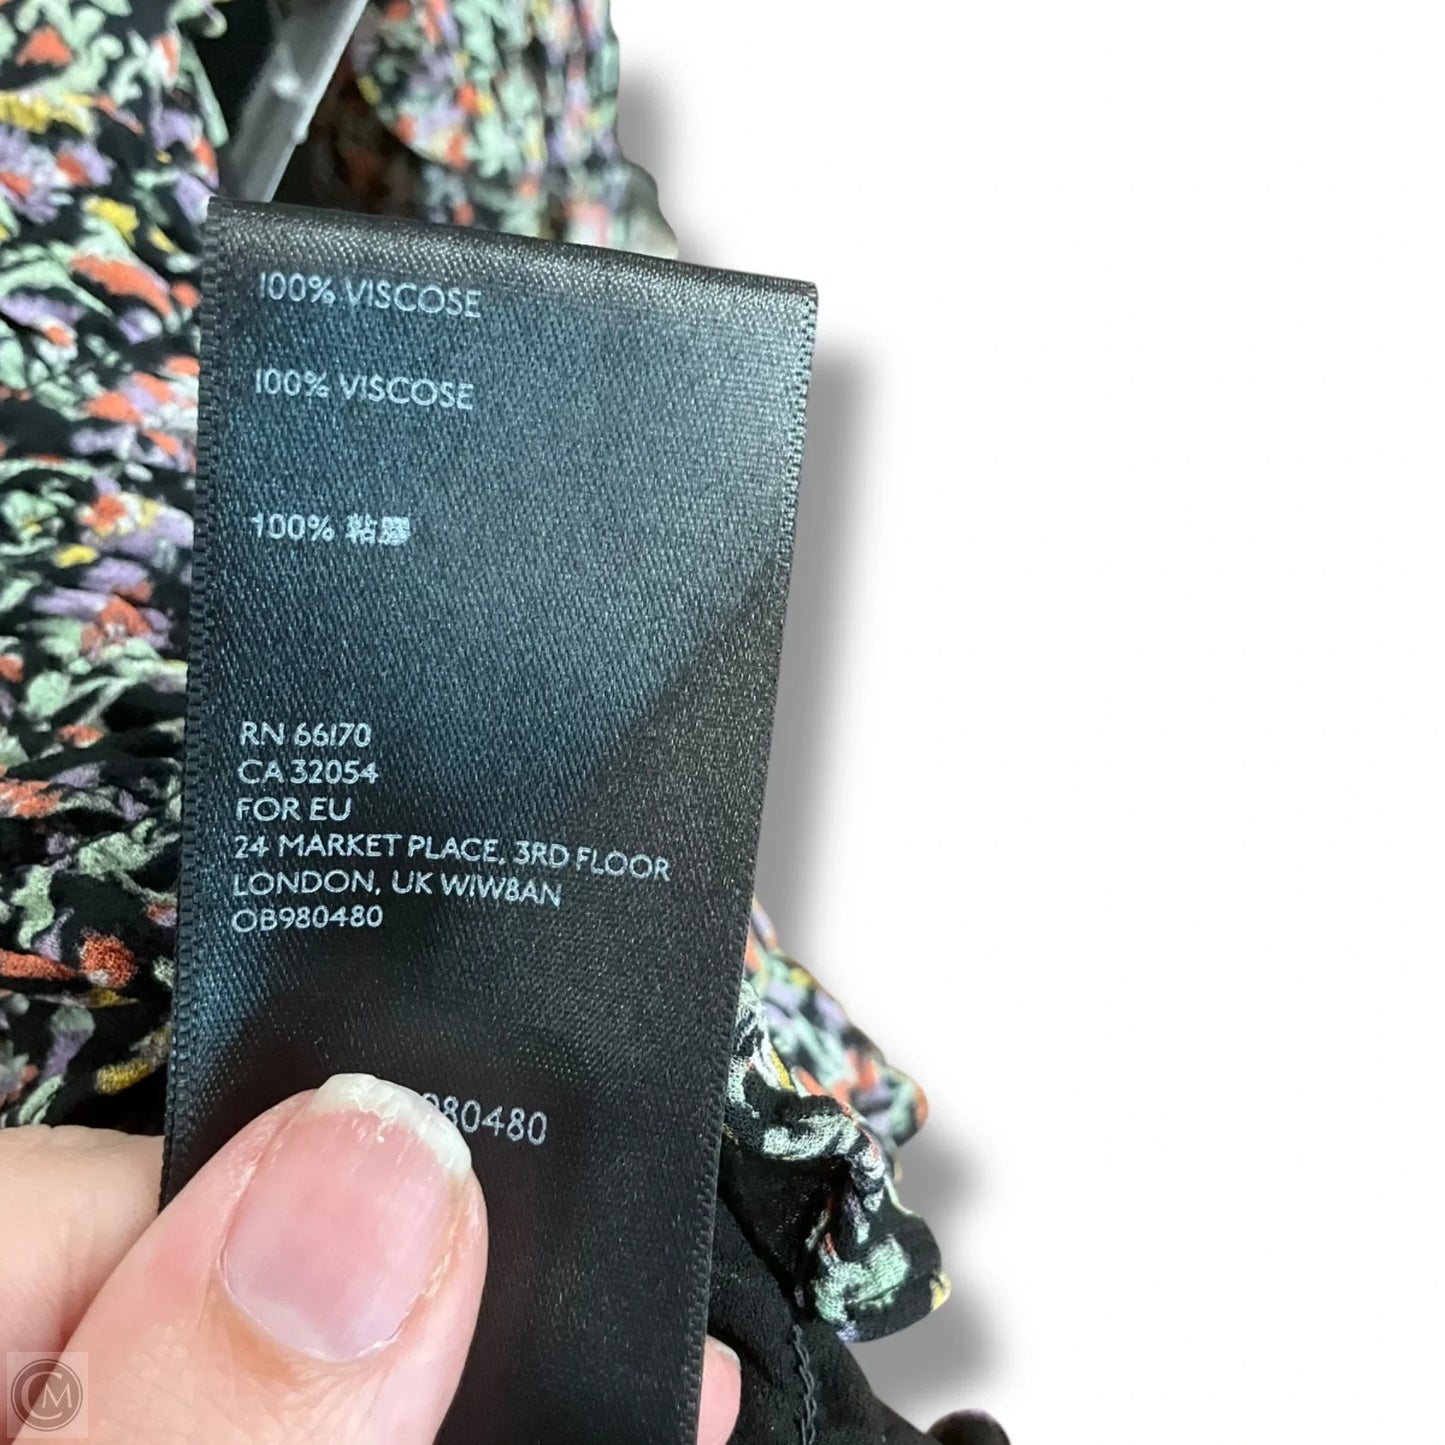 100% VISCOSE
100% VISCOSE
100% 粘膠
RN 66170
CA 32054
FOR EU
24 MARKET PLACE, 3RD FLOOR
LONDON, UK W1W8AN
OB980480
980480
CM